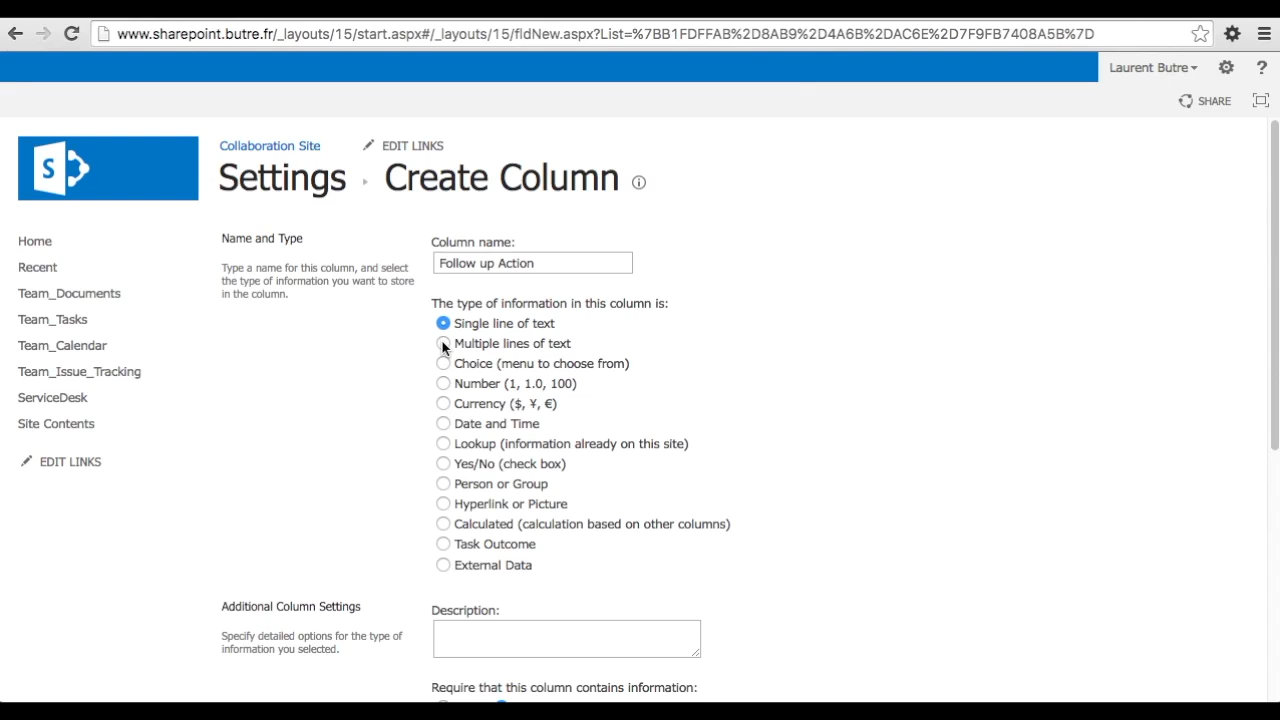 www.sharepoint.butre.fr/_layouts/15/start.aspx#/_layouts/15/fldNew.aspx?List=%7BB1FDFFAB%2D8AB9%2D4A6B%2DAC6E%2D7F9FB7408A5B%7D
Laurent Butre
?
SHARE
S
Collaboration Site
EDIT LINKS
Settings
Create Column
Home
Recent
Team_Documents
Team_Tasks
Team_Calendar
Team_Issue_Tracking
ServiceDesk
Site Contents
EDIT LINKS
Name and Type
Type a name for this column, and select
the type of information you want to store
in the column.
Column name:
Follow up Action
The type of information in this column is:
Single line of text
Multiple lines of text
Choice (menu to choose from)
Number (1, 1.0, 100)
Currency ($, ¥, €)
Date and Time
Lookup (information already on this site)
Yes/No (check box)
Person or Group
Hyperlink or Picture
Calculated (calculation based on other columns)
Task Outcome
External Data
Additional Column Settings
Specify detailed options for the type of
information you selected.
Description:
Require that this column contains information: